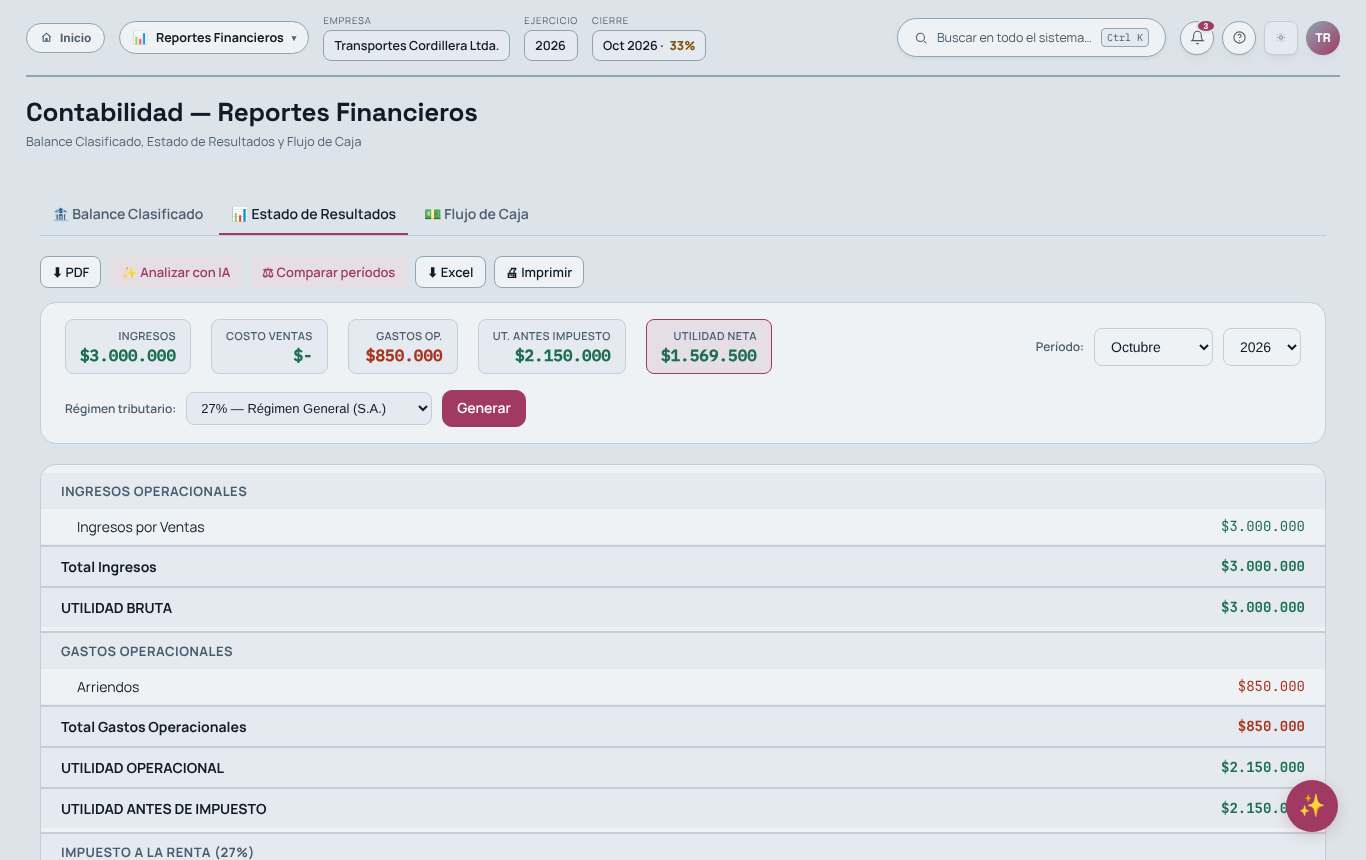 Inicio
Reportes Financieros
EMPRESA
Transportes Cordillera Ltda.
EJERCICIO
2026
CIERRE
Oct 2026 · 33%
Buscar en todo el sistema...
Ctrl K
3
TR
Contabilidad — Reportes Financieros
Balance Clasificado, Estado de Resultados y Flujo de Caja
Balance Clasificado
Estado de Resultados
Flujo de Caja
PDF
Analizar con IA
Comparar períodos
Excel
Imprimir
INGRESOS
$3.000.000
COSTO VENTAS
$-
GASTOS OP.
$850.000
UT. ANTES IMPUESTO
$2.150.000
UTILIDAD NETA
$1.569.500
Período:
Octubre
2026
Régimen tributario:
27% — Régimen General (S.A.)
Generar
INGRESOS OPERACIONALES
Ingresos por Ventas $3.000.000
Total Ingresos $3.000.000
UTILIDAD BRUTA $3.000.000
GASTOS OPERACIONALES
Arriendos $850.000
Total Gastos Operacionales $850.000
UTILIDAD OPERACIONAL $2.150.000
UTILIDAD ANTES DE IMPUESTO $2.150.0
IMPUESTO A LA RENTA (27%)